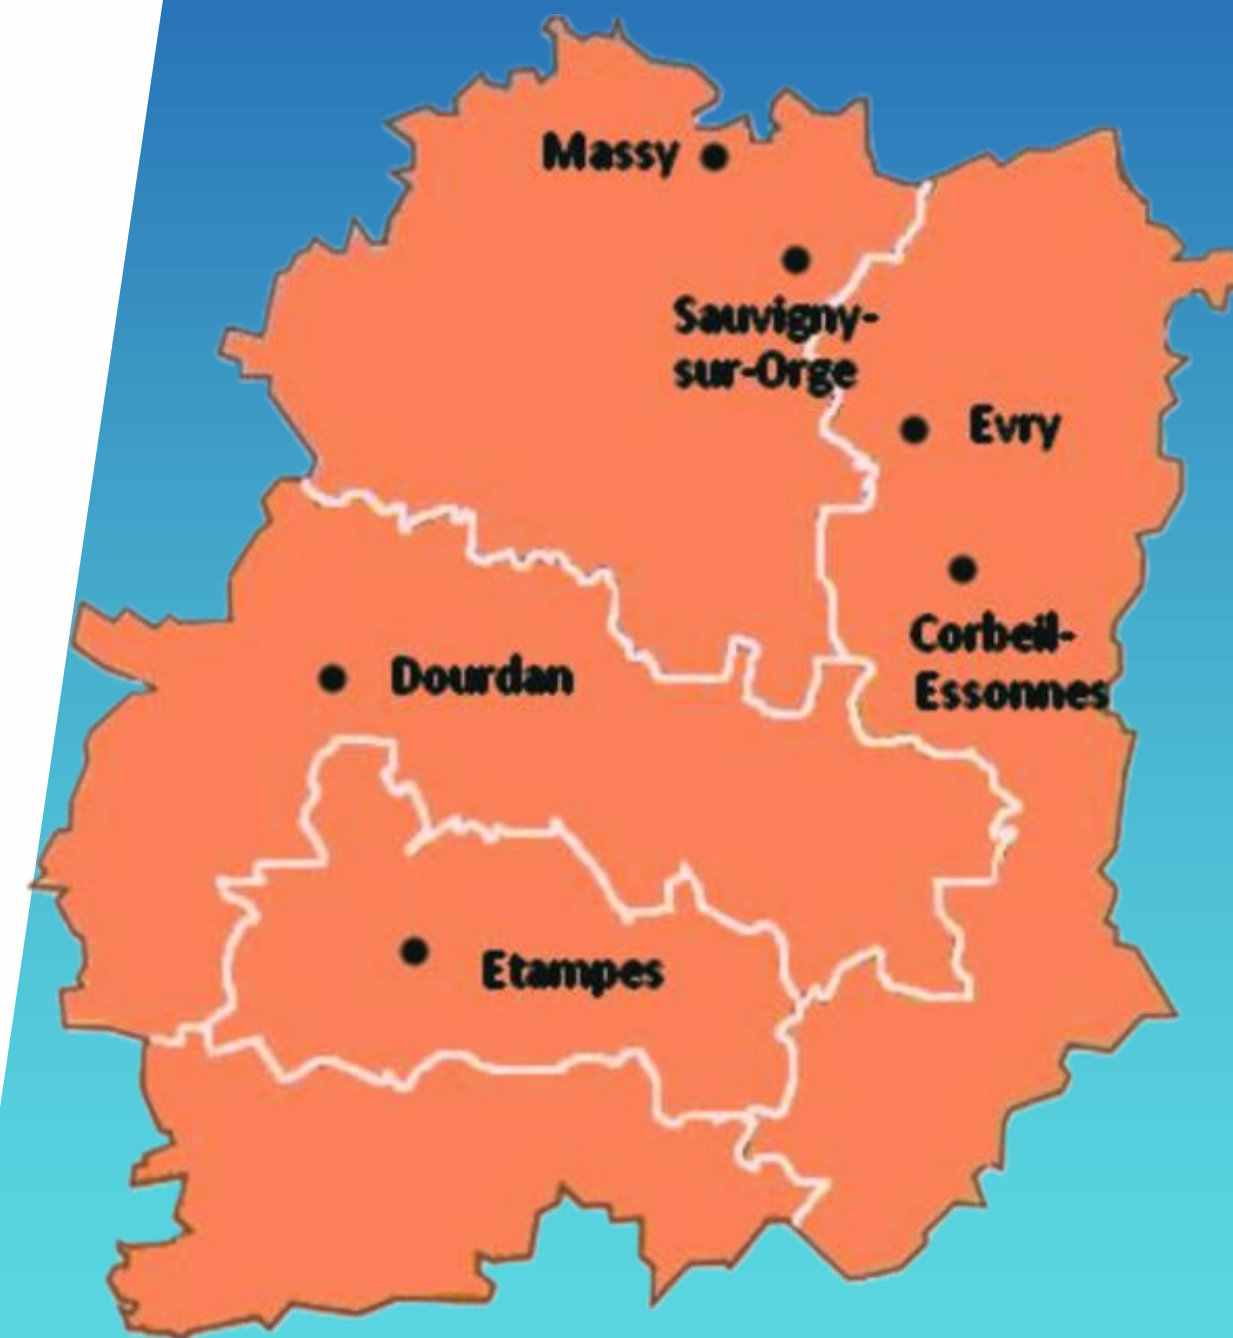 Massy
Sauvigny-
sur-Orge
Evry
Corbeil-
Essonnes
Dourdan
Etampes